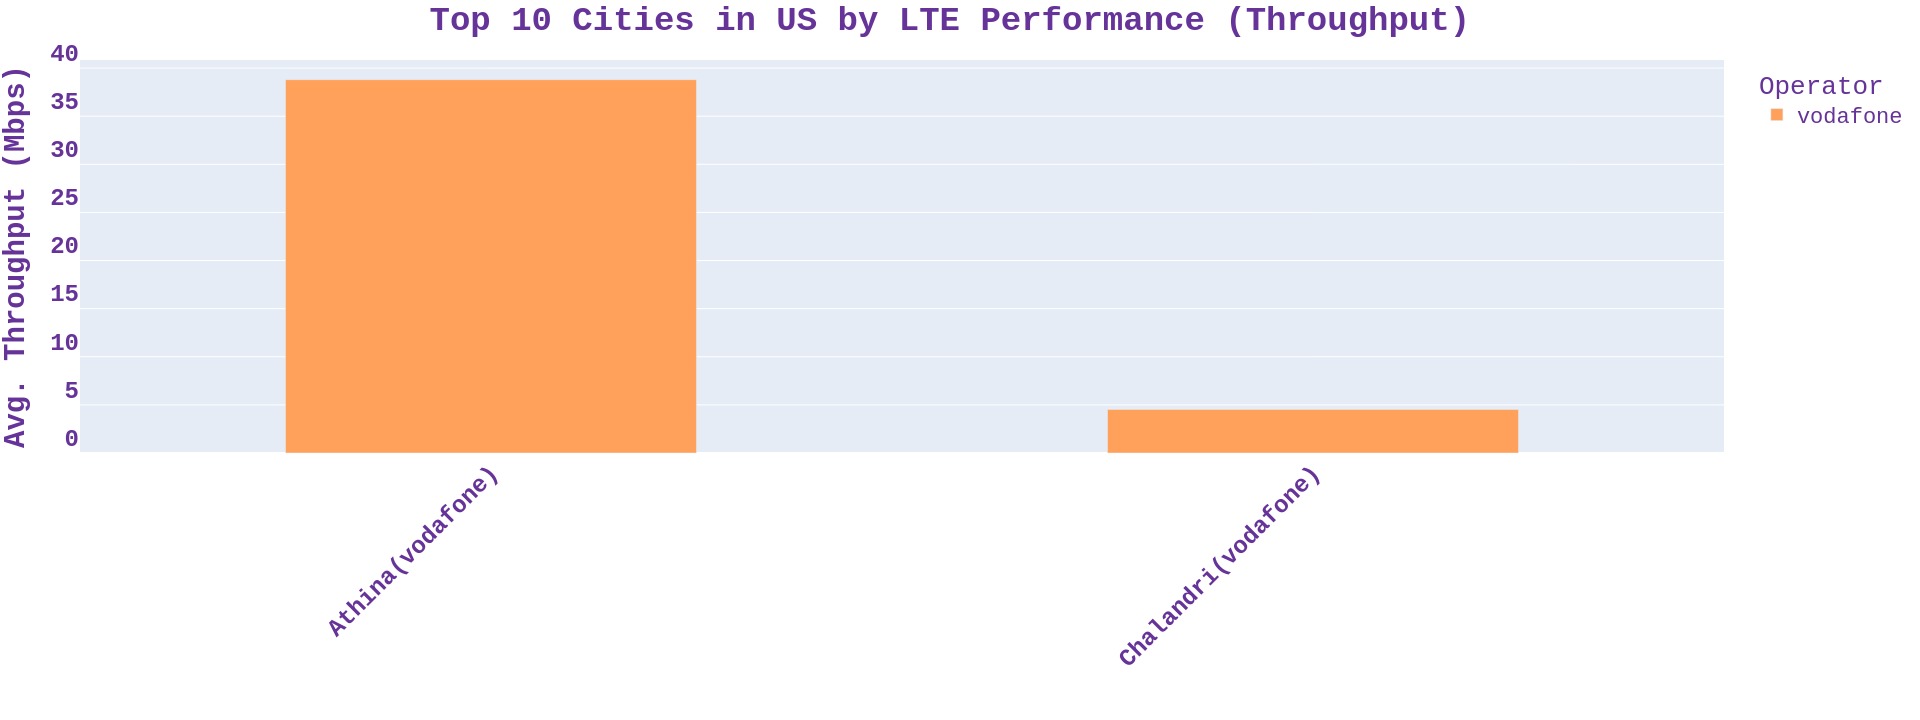 Top 10 Cities in US by LTE Performance (Throughput)
Avg. Throughput (Mbps)
40
35
30
25
20
15
10
5
0
Athina(vodafone)
Chalandri(vodafone)
Operator
vodafone